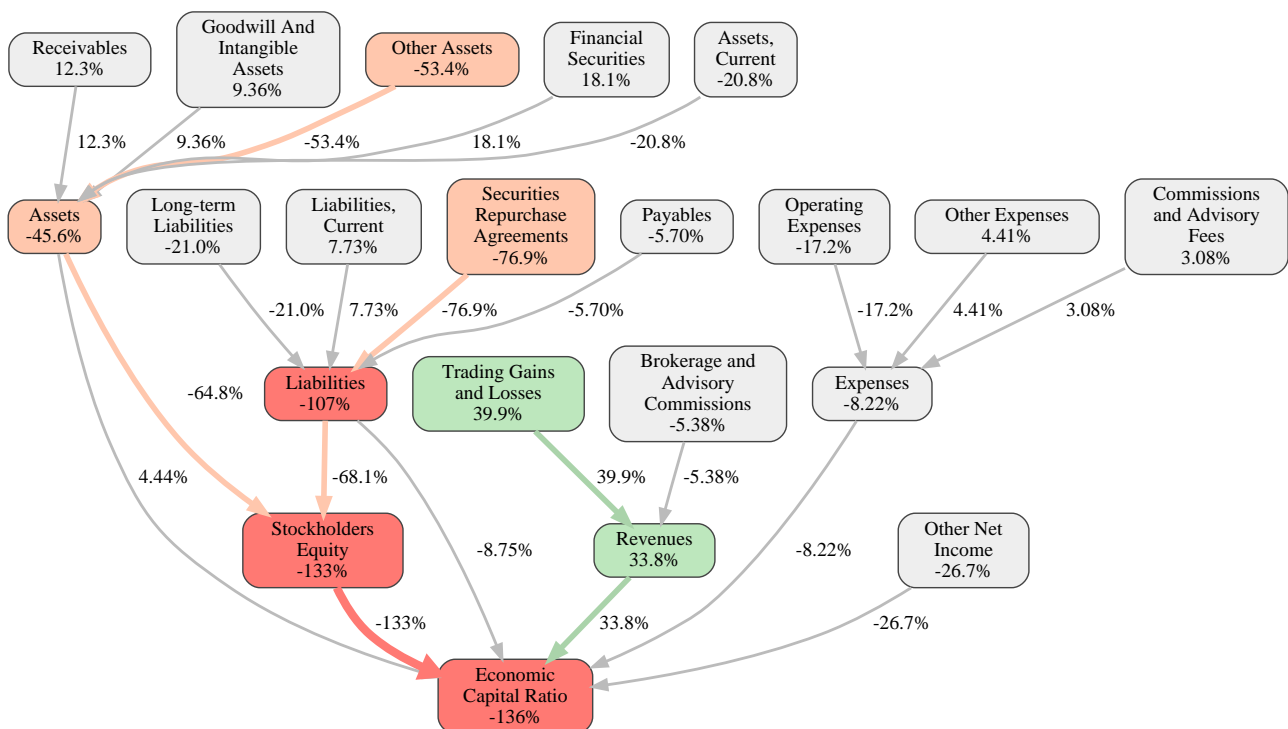 Receivables
12.3%
Goodwill And
Intangible
Assets
9.36%
Other Assets
-53.4%
Financial
Securities
18.1%
Assets,
Current
-20.8%
12.3%
9.36%
-53.4%
18.1%
-20.8%
Assets
-45.6%
Long-term
Liabilities
-21.0%
Liabilities,
Current
7.73%
Securities
Repurchase
Agreements
-76.9%
Payables
-5.70%
Operating
Expenses
-17.2%
Other Expenses
4.41%
Commissions
and Advisory
Fees
3.08%
-21.0%
7.73%
-76.9%
-5.70%
-17.2%
4.41%
3.08%
Liabilities
-107%
Trading Gains
and Losses
39.9%
Brokerage and
Advisory
Commissions
-5.38%
Expenses
-8.22%
-64.8%
4.44%
-68.1%
39.9%
-5.38%
Stockholders
Equity
-133%
-8.75%
Revenues
33.8%
-8.22%
Other Net
Income
-26.7%
-133%
33.8%
-26.7%
Economic
Capital Ratio
-136%